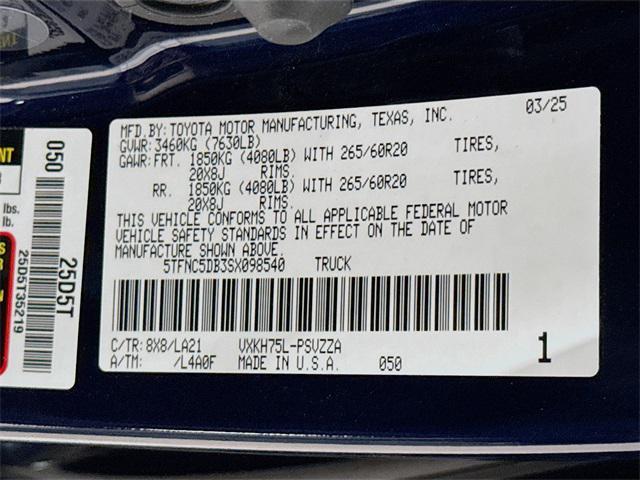 MFD.BY: TOYOTA MOTOR MANUFACTURING, TEXAS, INC. 03/25
GVWR: 3460KG (7630LB)
GAWR: FRT. 1850KG (4080LB) WITH 265/60R20 TIRES,
20X8J RIMS.
RR. 1850KG (4080LB) WITH 265/60R20 TIRES,
20X8J RIMS.
THIS VEHICLE CONFORMS TO ALL APPLICABLE FEDERAL MOTOR
VEHICLE SAFETY STANDARDS IN EFFECT ON THE DATE OF
MANUFACTURE SHOWN ABOVE.
5TFNC5DB3SX098540 TRUCK
C/TR: 8X8/LA21 VXKH75L-PSVZZA
A/TM: /L4A0F MADE IN U.S.A. 050
1
050 25D5T
25D5T35219
lbs.
lb.